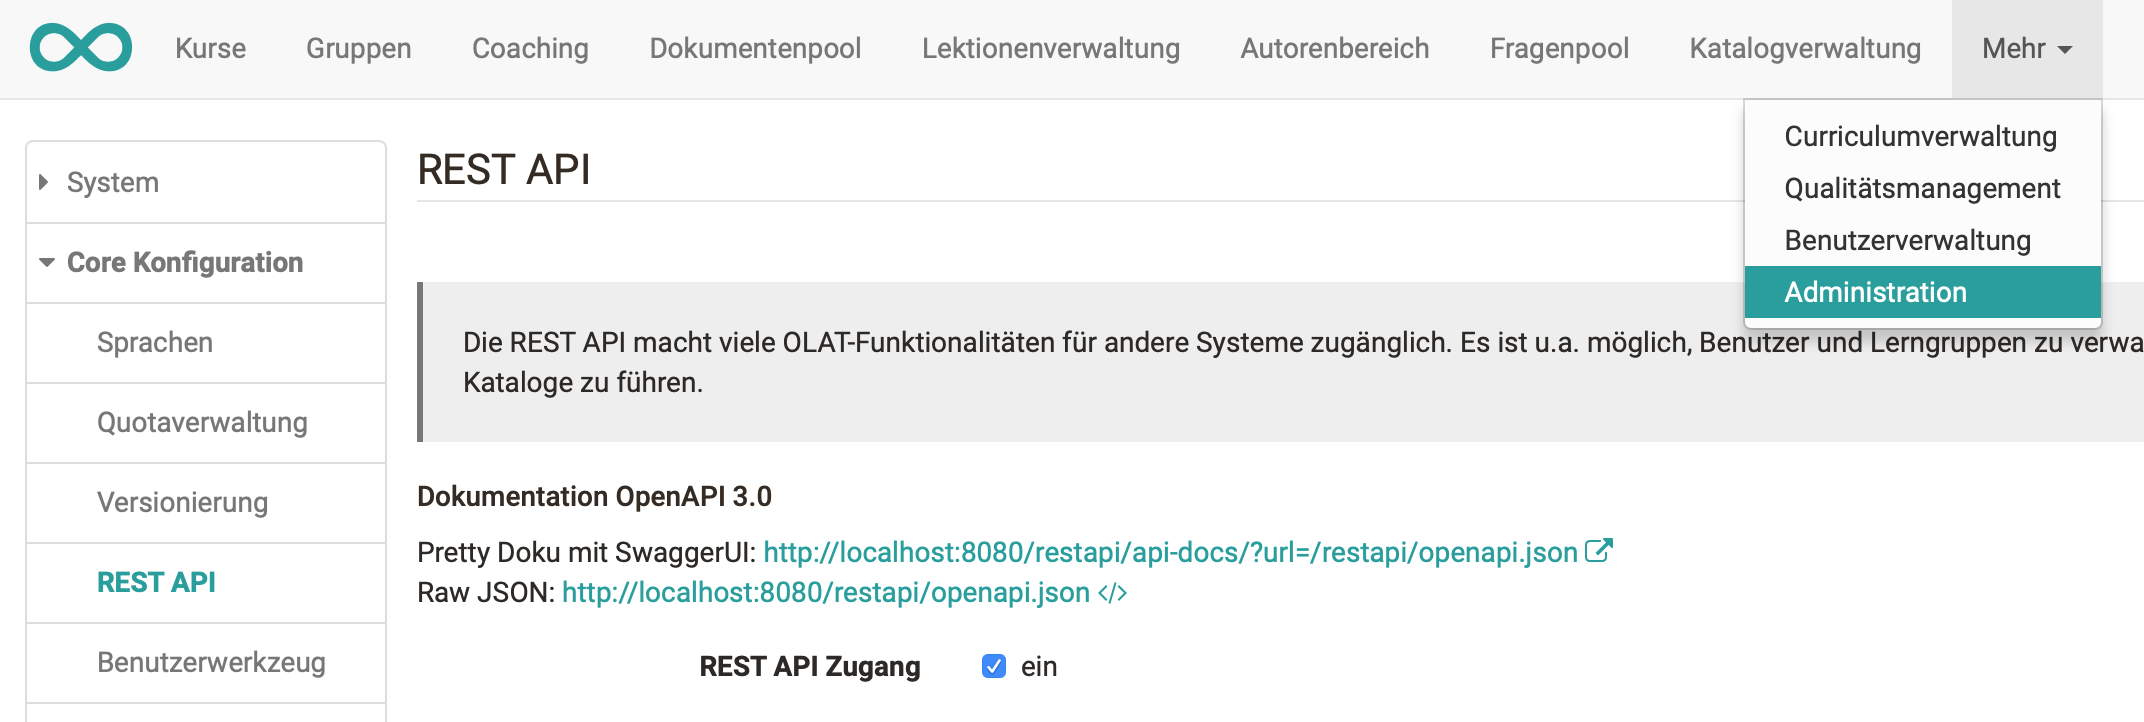 Kurse Gruppen Coaching Dokumentenpool Lektionenverwaltung Autorenbereich Fragenpool Katalogverwaltung Mehr
Curriculumverwaltung
Qualitätsmanagement
Benutzerverwaltung
Administration
System
Core Konfiguration
Sprachen
Quotaverwaltung
Versionierung
REST API
Benutzerwerkzeug
REST API
Die REST API macht viele OLAT-Funktionalitäten für andere Systeme zugänglich. Es ist u.a. möglich, Benutzer und Lerngruppen zu verwa
Kataloge zu führen.
Dokumentation OpenAPI 3.0
Pretty Doku mit SwaggerUI: http://localhost:8080/restapi/api-docs/?url=/restapi/openapi.json
Raw JSON: http://localhost:8080/restapi/openapi.json </>
REST API Zugang ein